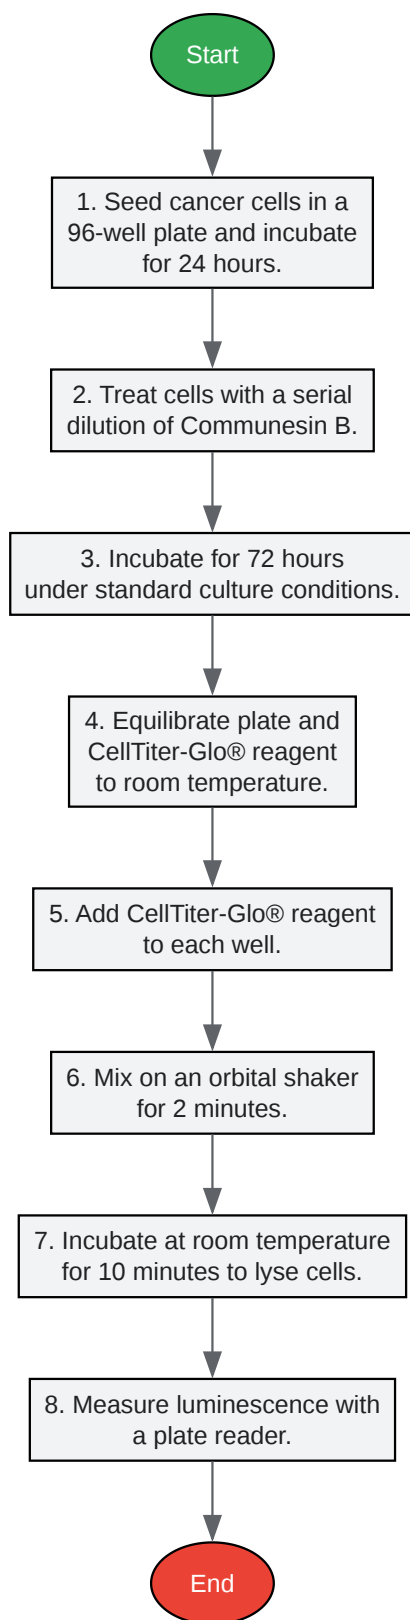 Start
1. Seed cancer cells in a
96-well plate and incubate
for 24 hours.
2. Treat cells with a serial
dilution of Communesin B.
3. Incubate for 72 hours
under standard culture conditions.
4. Equilibrate plate and
CellTiter-Glo® reagent
to room temperature.
5. Add CellTiter-Glo® reagent
to each well.
6. Mix on an orbital shaker
for 2 minutes.
7. Incubate at room temperature
for 10 minutes to lyse cells.
8. Measure luminescence with
a plate reader.
End